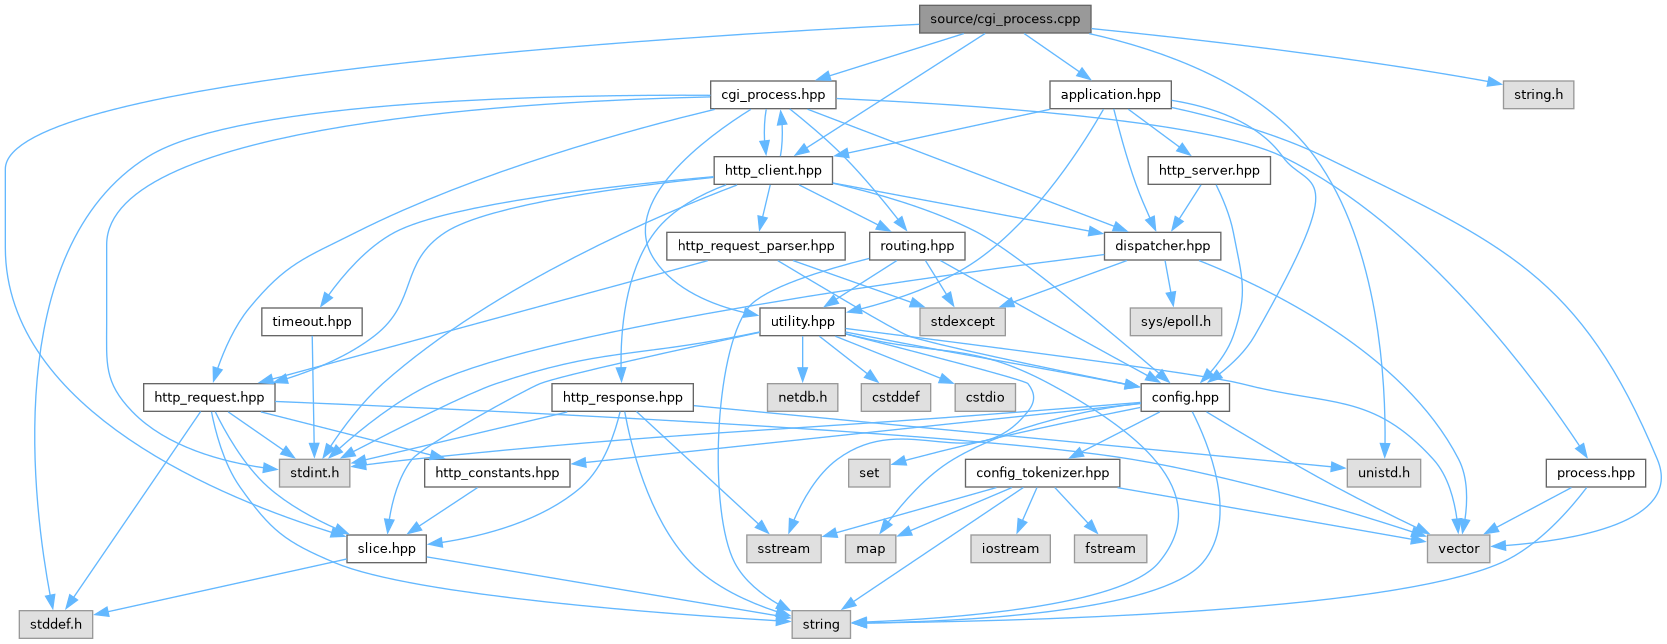 source/cgi_process.cpp
cgi_process.hpp
application.hpp
string.h
http_client.hpp
http_server.hpp
http_request_parser.hpp
routing.hpp
dispatcher.hpp
timeout.hpp
utility.hpp
stdexcept
sys/epoll.h
http_request.hpp
http_response.hpp
netdb.h
cstddef
cstdio
config.hpp
stdint.h
http_constants.hpp
set
config_tokenizer.hpp
unistd.h
process.hpp
slice.hpp
sstream
map
iostream
fstream
vector
stddef.h
string